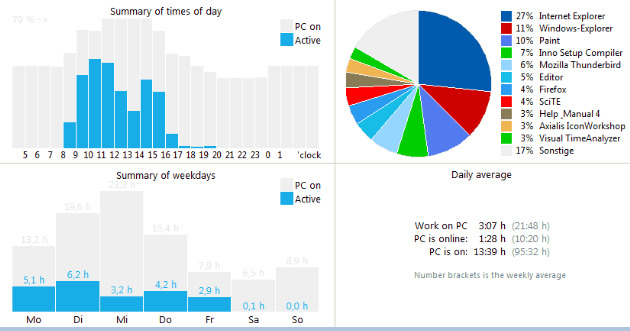 Summary of times of day
79 % ->
PC on
Active
5 6 7 8 9 10 11 12 13 14 15 16 17 18 19 20 21 22 23 0 1 'clock
27% Internet Explorer
11% Windows-Explorer
10% Paint
7% Inno Setup Compiler
6% Mozilla Thunderbird
5% Editor
4% Firefox
4% SciTE
3% Help_Manual 4
3% Axialis IconWorkshop
3% Visual TimeAnalyzer
17% Sonstige
Summary of weekdays
PC on
Active
13,2 h 19,6 h 23,9 h 15,4 h 7,9 h 6,5 h 8,9 h
5,1 h 6,2 h 3,2 h 4,2 h 2,9 h 0,1 h 0,0 h
Mo Di Mi Do Fr Sa So
Daily average
Work on PC 3:07 h (21:48 h)
PC is online: 1:28 h (10:20 h)
PC is on: 13:39 h (95:32 h)
Number brackets is the weekly average